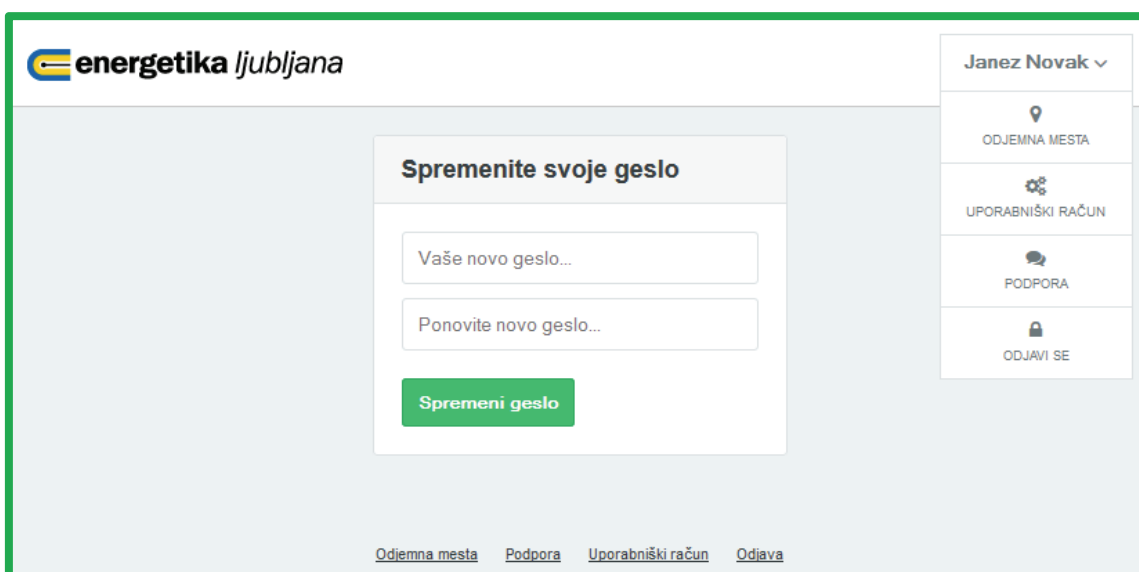 energetika ljubljana
Janez Novak
ODJEMNA MESTA
UPORABNIŠKI RAČUN
PODPORA
ODJAVI SE
Spremenite svoje geslo
Vaše novo geslo...
Ponovite novo geslo...
Spremeni geslo
Odjemna mesta Podpora Uporabniški račun Odjava